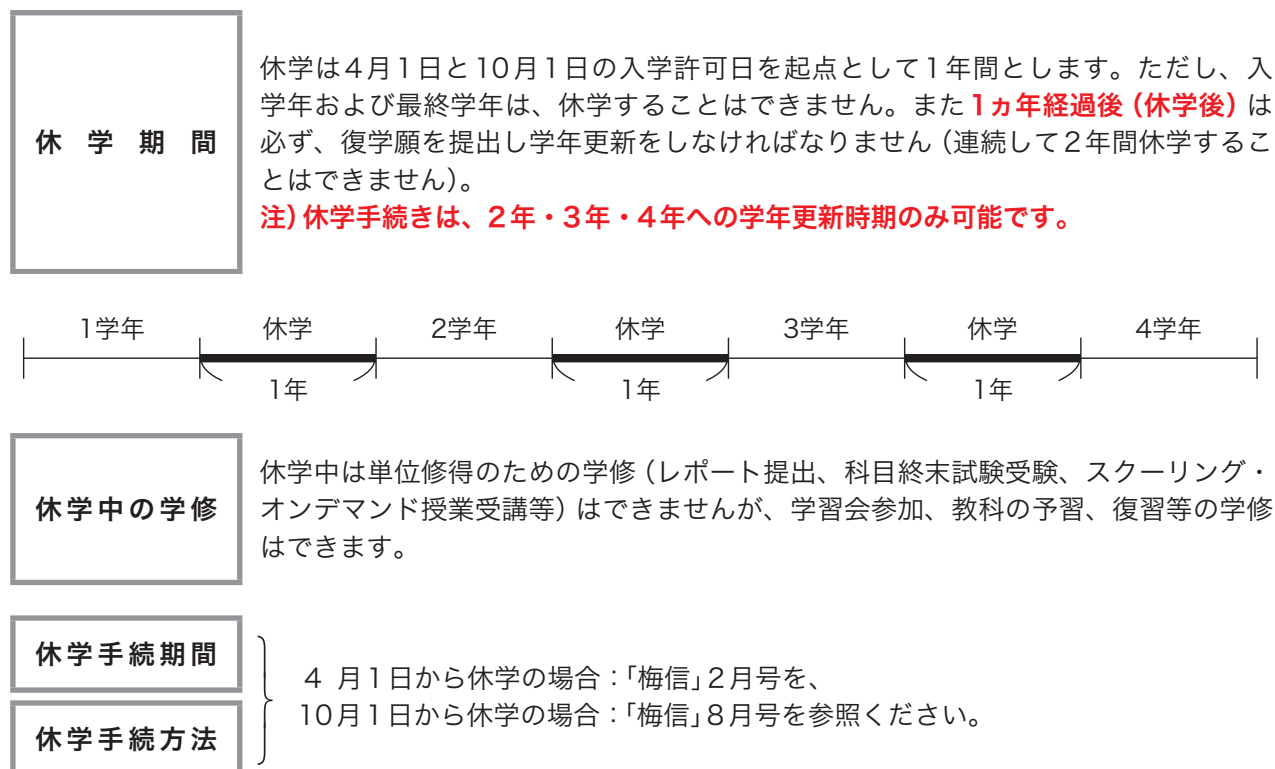 休学期間
休学は4月1日と10月1日の入学許可日を起点として1年間とします。ただし、入
学年および最終学年は、休学することはできません。また1ヵ年経過後（休学後）は
必ず、復学願を提出し学年更新をしなければなりません（連続して2年間休学するこ
とはできません）。
注）休学手続きは、2年・3年・4年への学年更新時期のみ可能です。
1学年 休学 2学年 休学 3学年 休学 4学年
1年 1年 1年
休学中の学修
休学中は単位修得のための学修（レポート提出、科目終末試験受験、スクーリング・
オンデマンド授業受講等）はできませんが、学習会参加、教科の予習、復習等の学修
はできます。
休学手続期間
休学手続方法
4月1日から休学の場合：「梅信」2月号を、
10月1日から休学の場合：「梅信」8月号を参照ください。